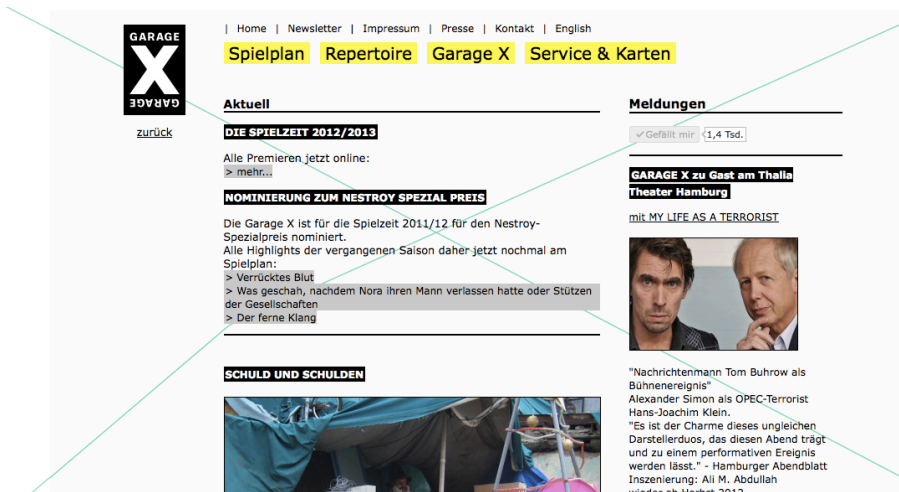 GARAGE
X
GARAGE
zurück
| Home | Newsletter | Impressum | Presse | Kontakt | English
Spielplan Repertoire Garage X Service & Karten
Aktuell
DIE SPIELZEIT 2012/2013
Alle Premieren jetzt online:
> mehr...
NOMINIERUNG ZUM NESTROY SPEZIAL PREIS
Die Garage X ist für die Spielzeit 2011/12 für den Nestroy-
Spezialpreis nominiert.
Alle Highlights der vergangenen Saison daher jetzt nochmal am
Spielplan:
> Verrücktes Blut
> Was geschah, nachdem Nora ihren Mann verlassen hatte oder Stützen
der Gesellschaften
> Der ferne Klang
SCHULD UND SCHULDEN
Meldungen
Gefällt mir 1,4 Tsd.
GARAGE X zu Gast am Thalia
Theater Hamburg
mit MY LIFE AS A TERRORIST
"Nachrichtenmann Tom Buhrow als
Bühnenereignis"
Alexander Simon als OPEC-Terrorist
Hans-Joachim Klein.
"Es ist der Charme dieses ungleichen
Darstellerduos, das diesen Abend trägt
und zu einem performativen Ereignis
werden lässt." - Hamburger Abendblatt
Inszenierung: Ali M. Abdullah
wieder ab Herbst 2012